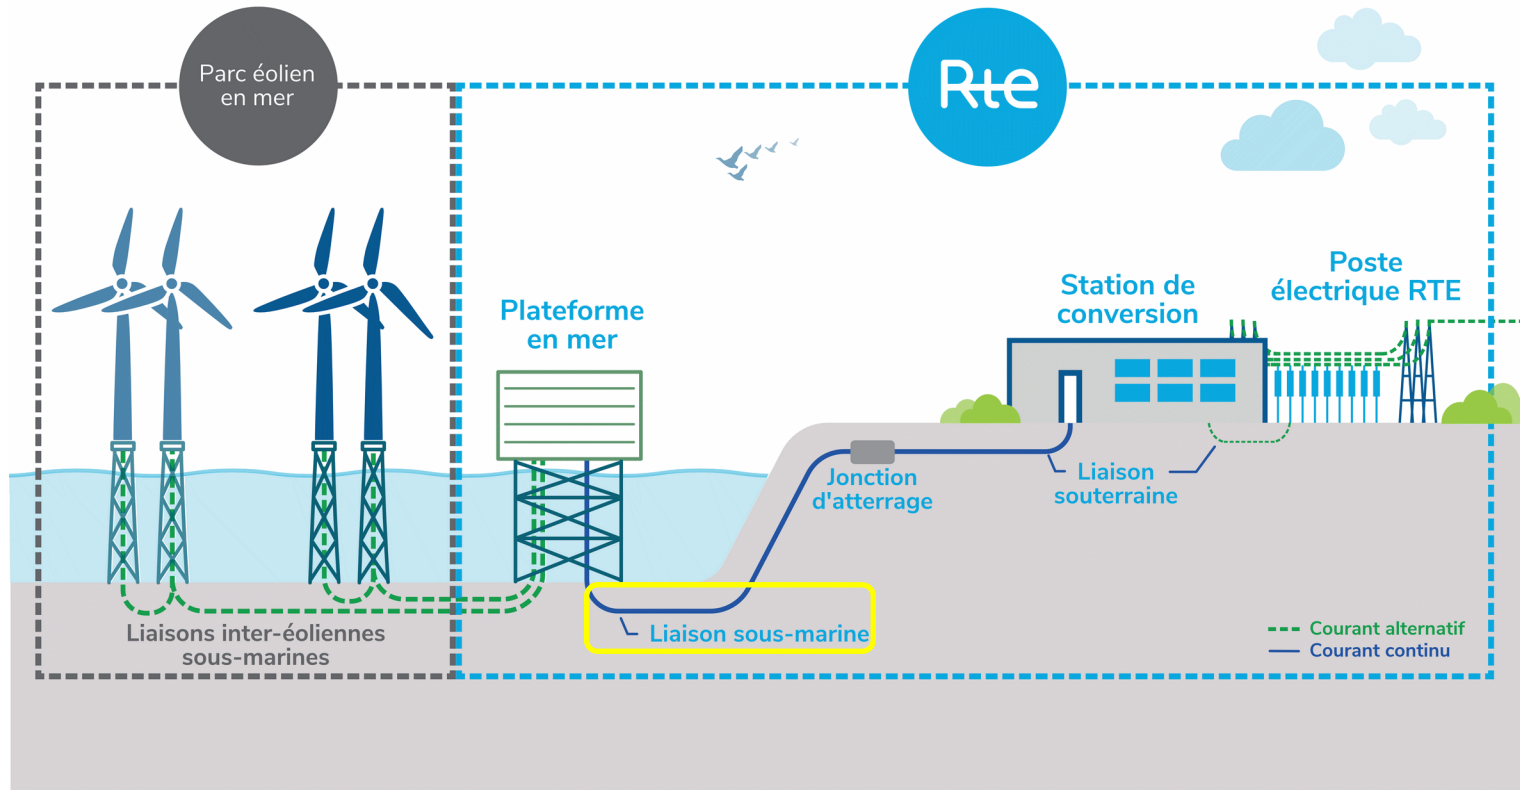 Parc éolien
en mer
Rte
Plateforme
en mer
Station de
conversion
Poste
électrique RTE
Jonction
d'atterrage
Liaison
souterraine
Liaison sous-marine
Liaisons inter-éoliennes
sous-marines
Courant alternatif
Courant continu